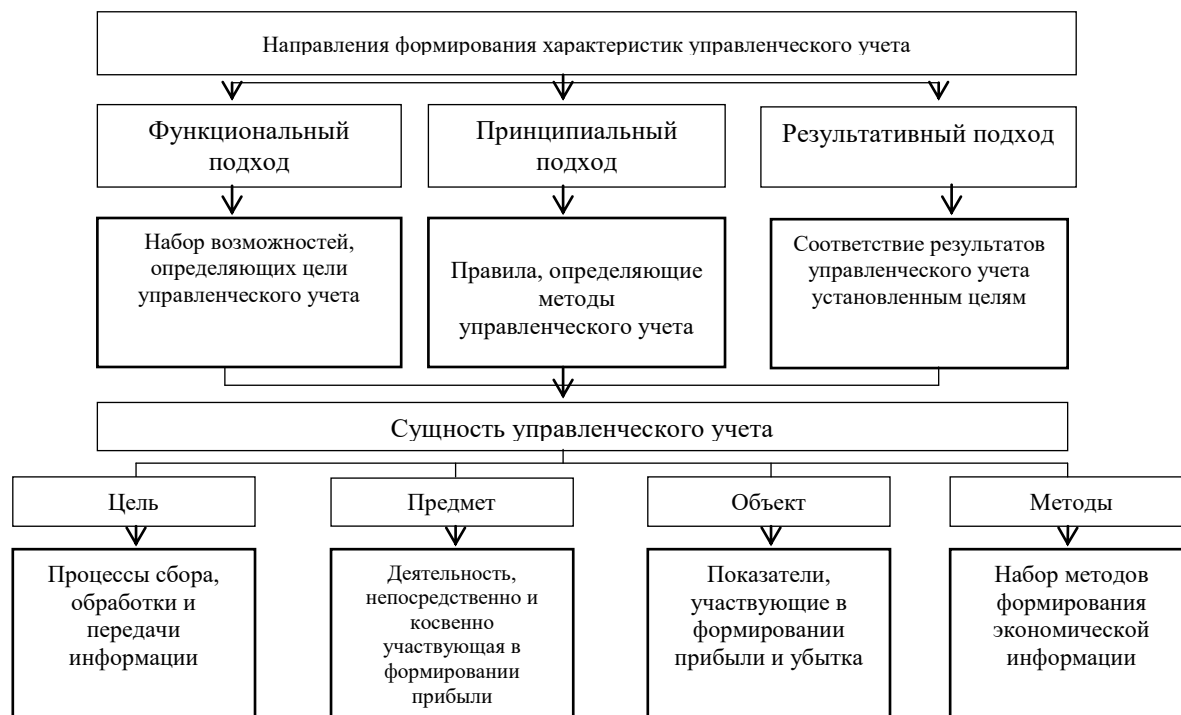 Направления формирования характеристик управленческого учета
Функциональный
подход
Принципиальный
подход
Результативный подход
Набор возможностей,
определяющих цели
управленческого учета
Правила, определяющие
методы
управленческого учета
Соответствие результатов
управленческого учета
установленным целям
Сущность управленческого учета
Цель
Предмет
Объект
Методы
Процессы сбора,
обработки и
передачи
информации
Деятельность,
непосредственно и
косвенно
участвующая в
формировании
прибыли
Показатели,
участвующие в
формировании
прибыли и убытка
Набор методов
формирования
экономической
информации